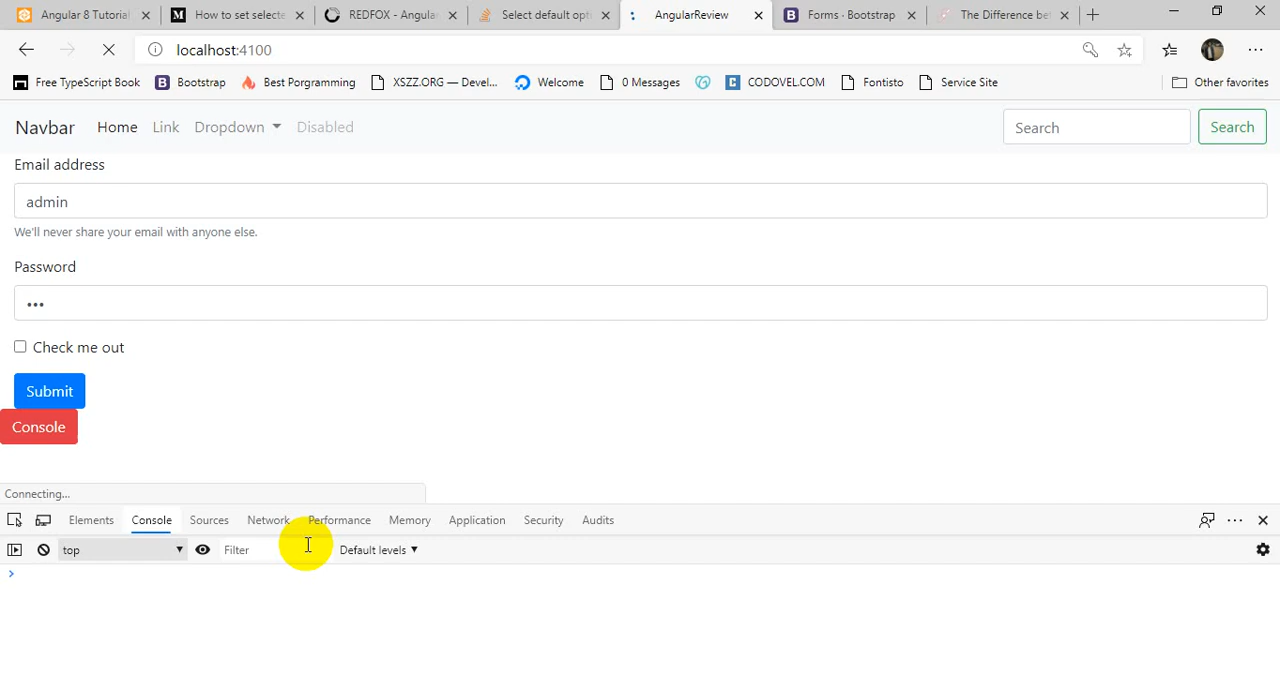 Angular 8 Tutorial
How to set selecte
REDFOX - Angula
Select default opti
AngularReview
Forms · Bootstrap
The Difference be
localhost:4100
Free TypeScript Book
Bootstrap
Best Porgramming
XSZZ.ORG — Devel...
Welcome
0 Messages
CODOVEL.COM
Fontisto
Service Site
Other favorites
Navbar
Home
Link
Dropdown
Disabled
Search
Search
Email address
admin
We'll never share your email with anyone else.
Password
Check me out
Submit
Console
Connecting...
Elements
Console
Sources
Network
Performance
Memory
Application
Security
Audits
top
Filter
Default levels